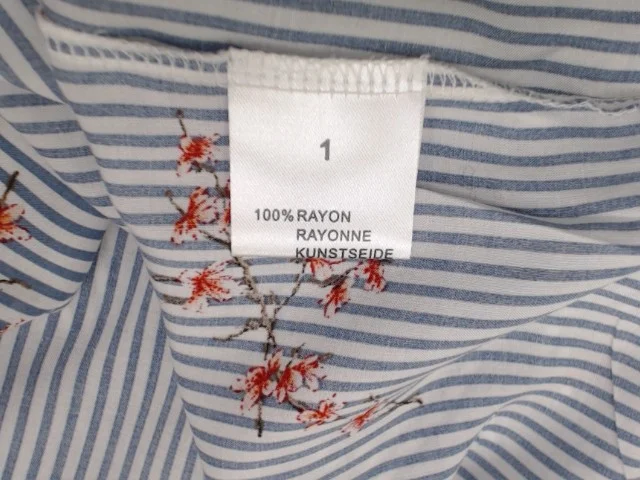 1
100% RAYON
RAYONNE
KUNSTSEIDE